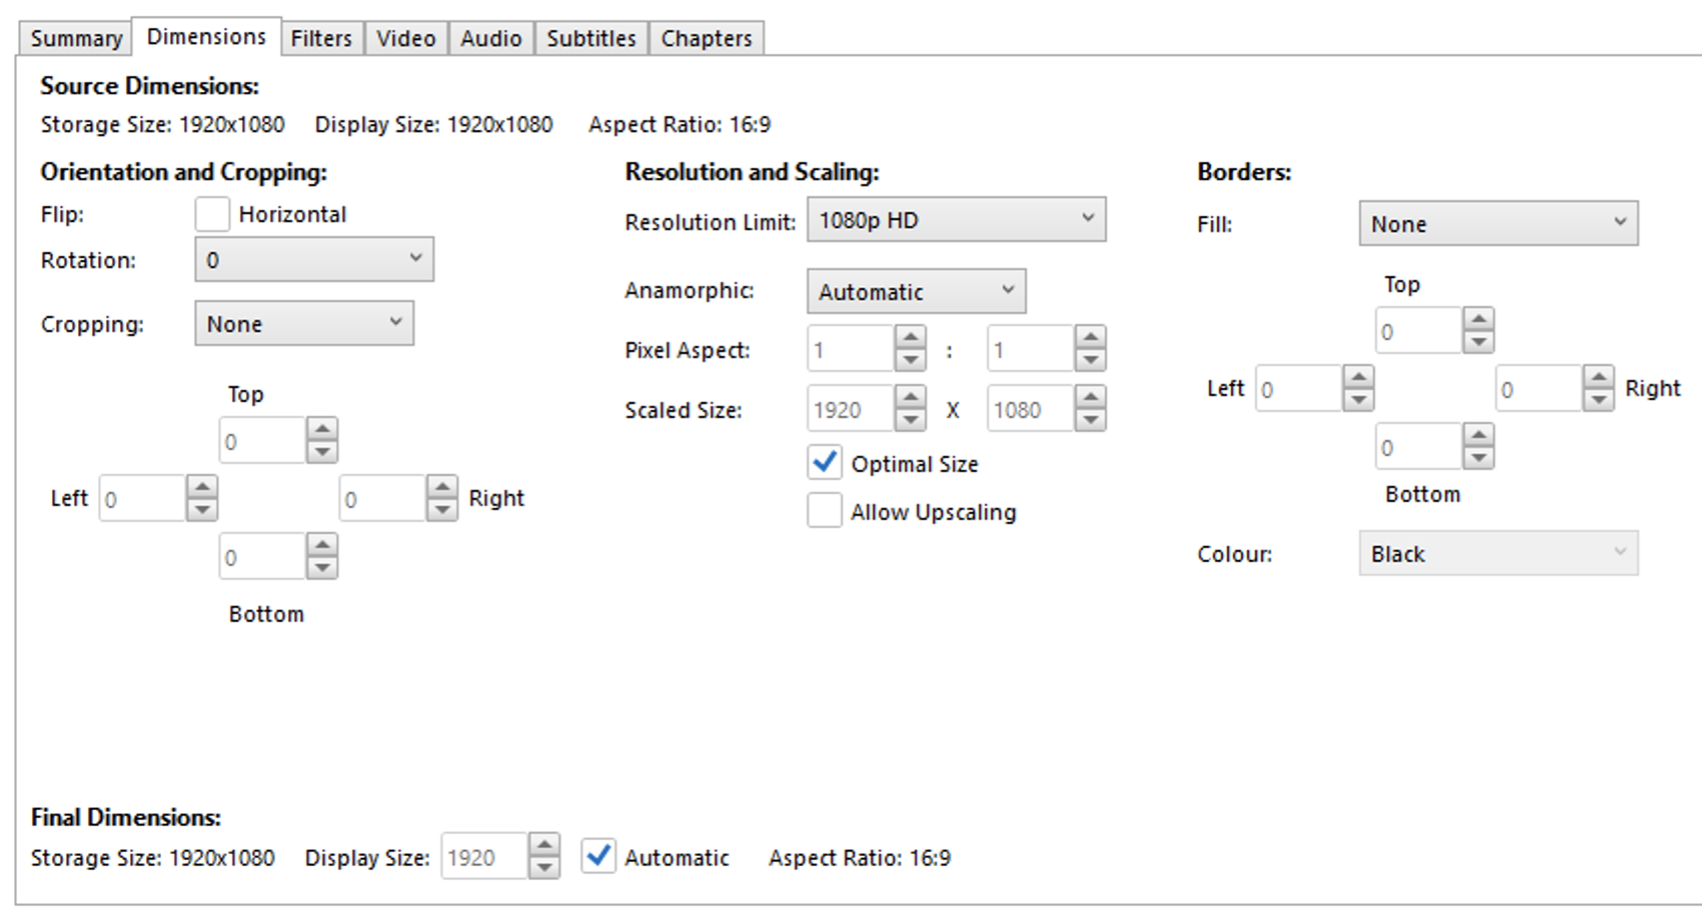 Summary Dimensions Filters Video Audio Subtitles Chapters
Source Dimensions:
Storage Size: 1920x1080 Display Size: 1920x1080 Aspect Ratio: 16:9
Orientation and Cropping:
Flip: Horizontal
Rotation: 0
Cropping: None
Top
0
Left 0 0 Right
0
Bottom
Resolution and Scaling:
Resolution Limit: 1080p HD
Anamorphic: Automatic
Pixel Aspect: 1 : 1
Scaled Size: 1920 X 1080
Optimal Size
Allow Upscaling
Borders:
Fill: None
Top
0
Left 0 0 Right
0
Bottom
Colour: Black
Final Dimensions:
Storage Size: 1920x1080 Display Size: 1920 Automatic Aspect Ratio: 16:9